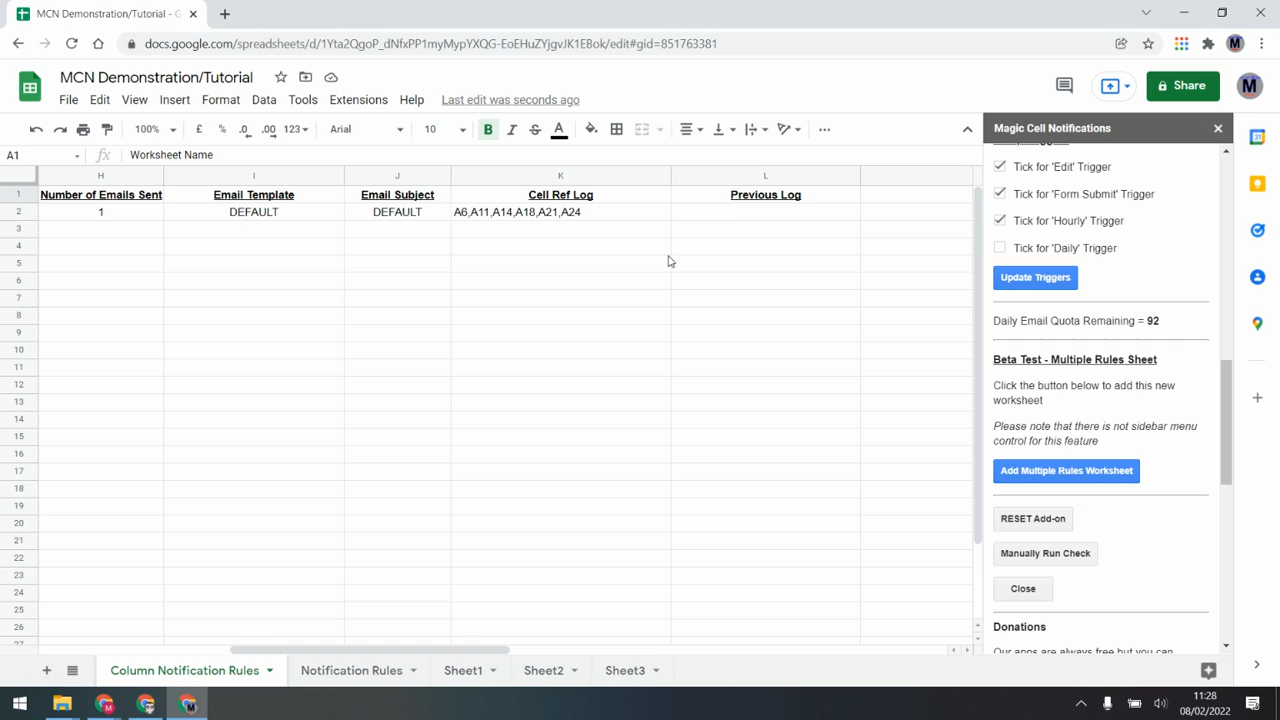 MCN Demonstration/Tutorial - G
docs.google.com/spreadsheets/d/1Yta2QgoP_dNfxPP1myMypYXbG-EoEHuZYjgvJK1EBok/edit#gid=851763381
MCN Demonstration/Tutorial
File Edit View Insert Format Data Tools Extensions Help Last edit was seconds ago
Share
100% £ % .0 .00 123 Arial 10 B I S A
Magic Cell Notifications
A1 fx Worksheet Name
H I J K L
1 Number of Emails Sent Email Template Email Subject Cell Ref Log Previous Log
2 1 DEFAULT DEFAULT A6,A11,A14,A18,A21,A24
3
4
5
6
7
8
9
10
11
12
13
14
15
16
17
18
19
20
21
22
23
24
25
26
27
Tick for 'Edit' Trigger
Tick for 'Form Submit' Trigger
Tick for 'Hourly' Trigger
Tick for 'Daily' Trigger
Update Triggers
Daily Email Quota Remaining = 92
Beta Test - Multiple Rules Sheet
Click the button below to add this new
worksheet
Please note that there is not sidebar menu
control for this feature
Add Multiple Rules Worksheet
RESET Add-on
Manually Run Check
Close
Donations
Our apps are always free but you can
Column Notification Rules Notification Rules Sheet1 Sheet2 Sheet3
11:28
08/02/2022